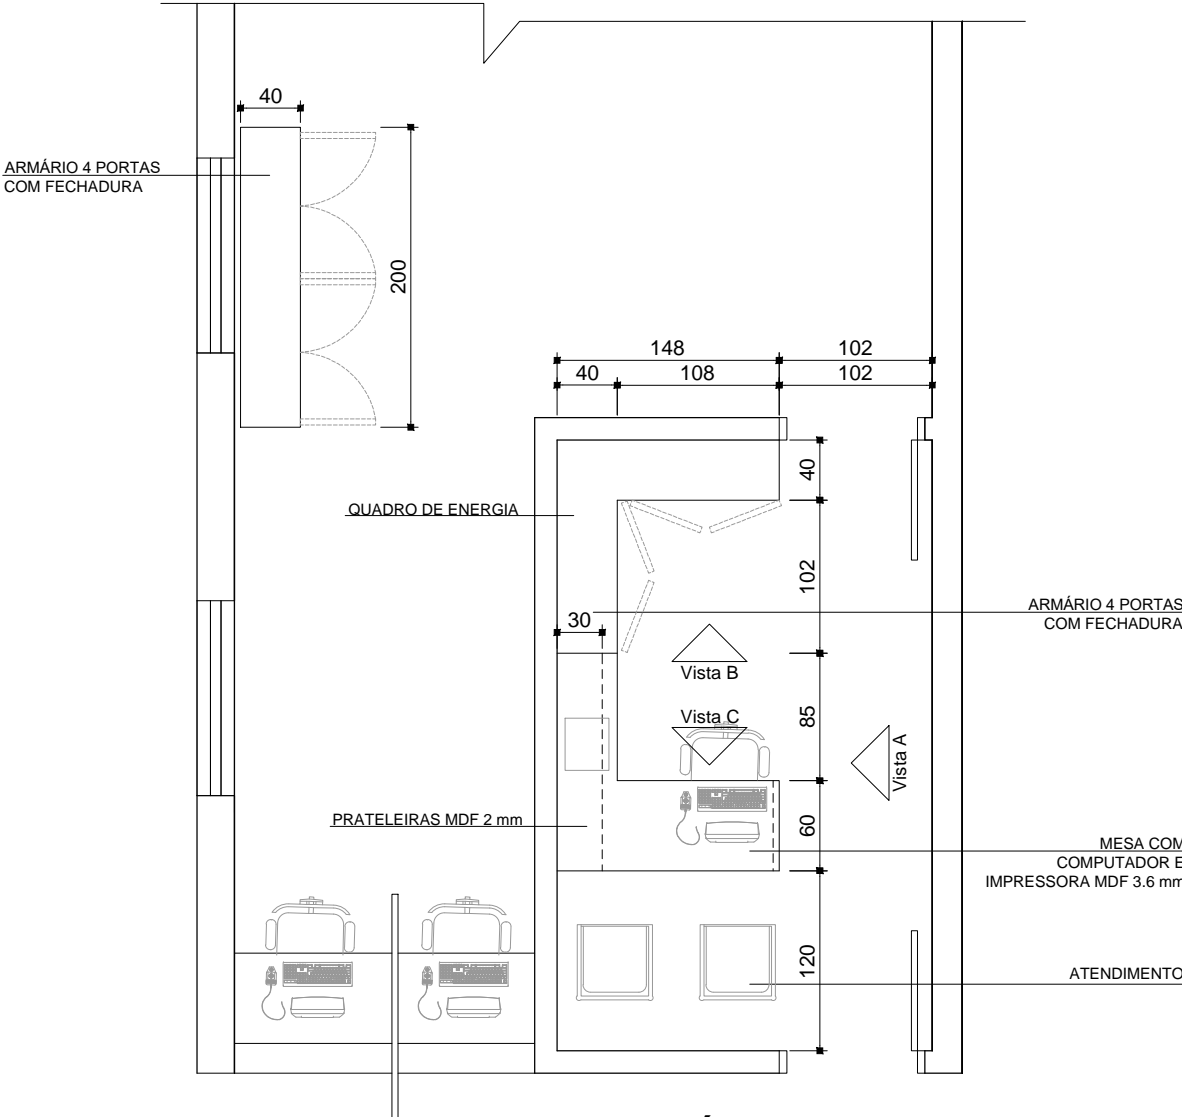 40
ARMÁRIO 4 PORTAS
COM FECHADURA
200
148
102
40
108
102
40
QUADRO DE ENERGIA
102
30
ARMÁRIO 4 PORTAS
COM FECHADURA
Vista B
Vista C
85
Vista A
PRATELEIRAS MDF 2 mm
60
MESA COM
COMPUTADOR E
IMPRESSORA MDF 3.6 mm
120
ATENDIMENTO